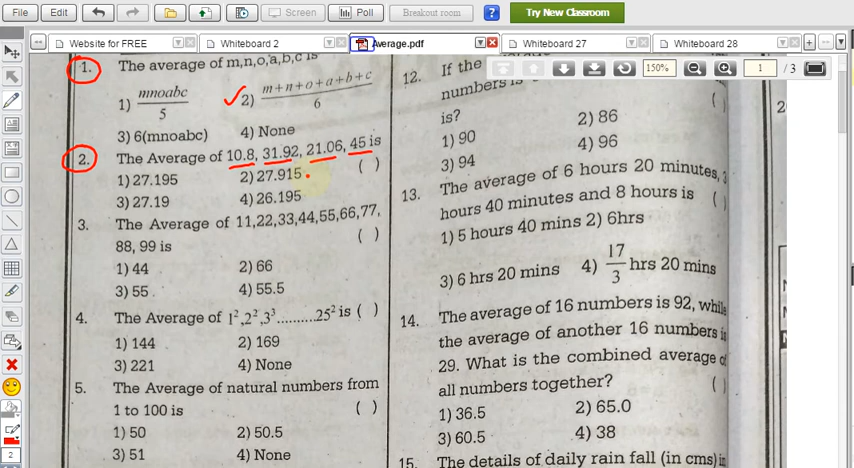 File Edit Screen Poll Breakout room Try New Classroom
Website for FREE Whiteboard 2 Average.pdf Whiteboard 27 Whiteboard 28
150% 1 / 3
1. The average of m,n,o,a,b,c is
1) mnoabc/5 2) m+n+o+a+b+c/6
3) 6(mnoabc) 4) None
2. The Average of 10.8, 31.92, 21.06, 45 is
1) 27.195 2) 27.915 ( )
3) 27.19 4) 26.195
3. The Average of 11,22,33,44,55,66,77,
88, 99 is ( )
1) 44 2) 66
3) 55 4) 55.5
4. The Average of 1²,2²,3³..........25² is ( )
1) 144 2) 169
3) 221 4) None
5. The Average of natural numbers from
1 to 100 is ( )
1) 50 2) 50.5
3) 51 4) None
12. If the
numbers is ( )
is?
1) 90 2) 86
3) 94 4) 96
13. The average of 6 hours 20 minutes,
hours 40 minutes and 8 hours is (
1) 5 hours 40 mins 2) 6hrs
3) 6 hrs 20 mins 4) 17/3 hrs 20 mins
14. The average of 16 numbers is 92, while
the average of another 16 numbers is
29. What is the combined average of
all numbers together? ( )
1) 36.5 2) 65.0
3) 60.5 4) 38
15. The details of daily rain fall (in cms) in
2